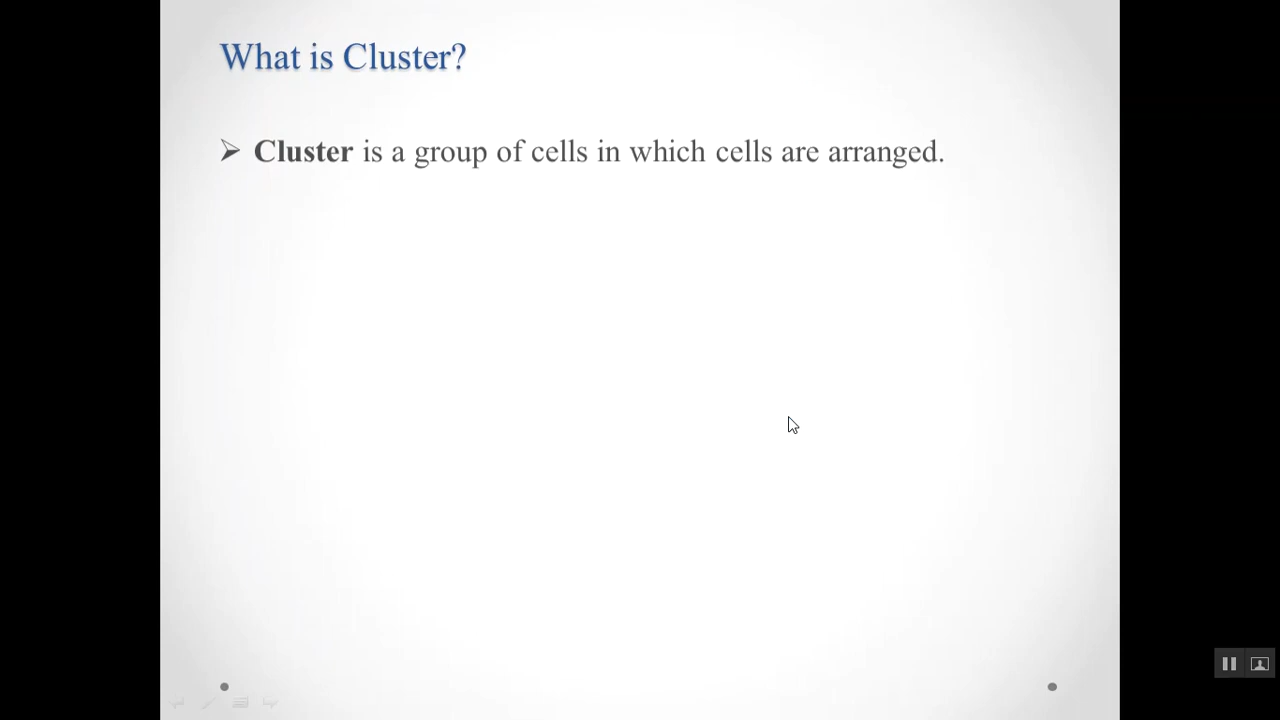 What is Cluster?
Cluster is a group of cells in which cells are arranged.